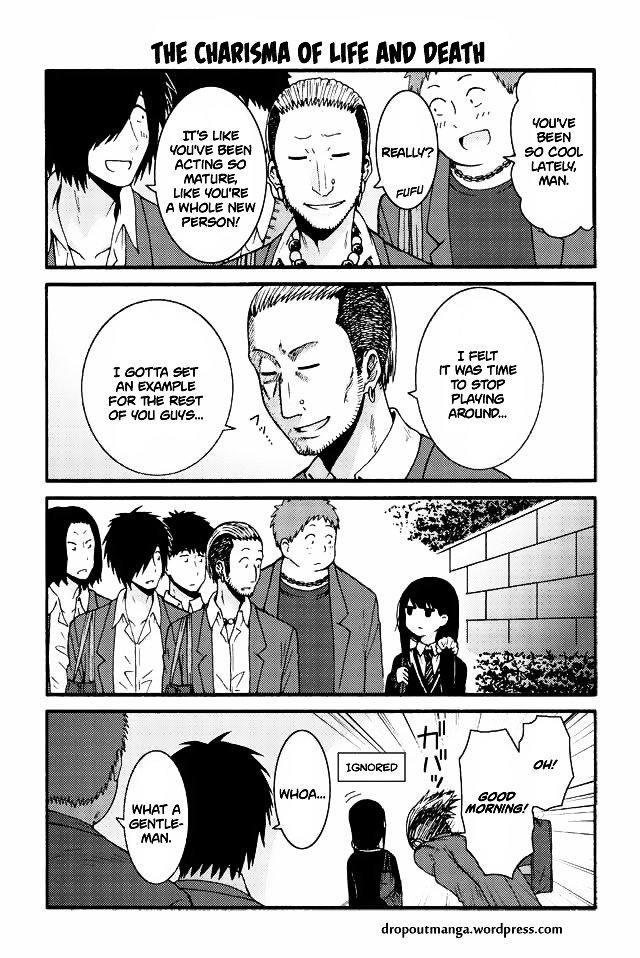 THE CHARISMA OF LIFE AND DEATH
YOU'VE
BEEN
SO COOL
LATELY,
MAN.
REALLY?
FUFU
IT'S LIKE
YOU'VE BEEN
ACTING SO
MATURE,
LIKE YOU'RE
A WHOLE NEW
PERSON!
I FELT
IT WAS TIME
TO STOP
PLAYING
AROUND...
I GOTTA SET
AN EXAMPLE
FOR THE REST
OF YOU GUYS...
OH!
GOOD
MORNING!
ガバッ
IGNORED
WHOA...
WHAT A
GENTLE-
MAN.
dropoutmanga.wordpress.com